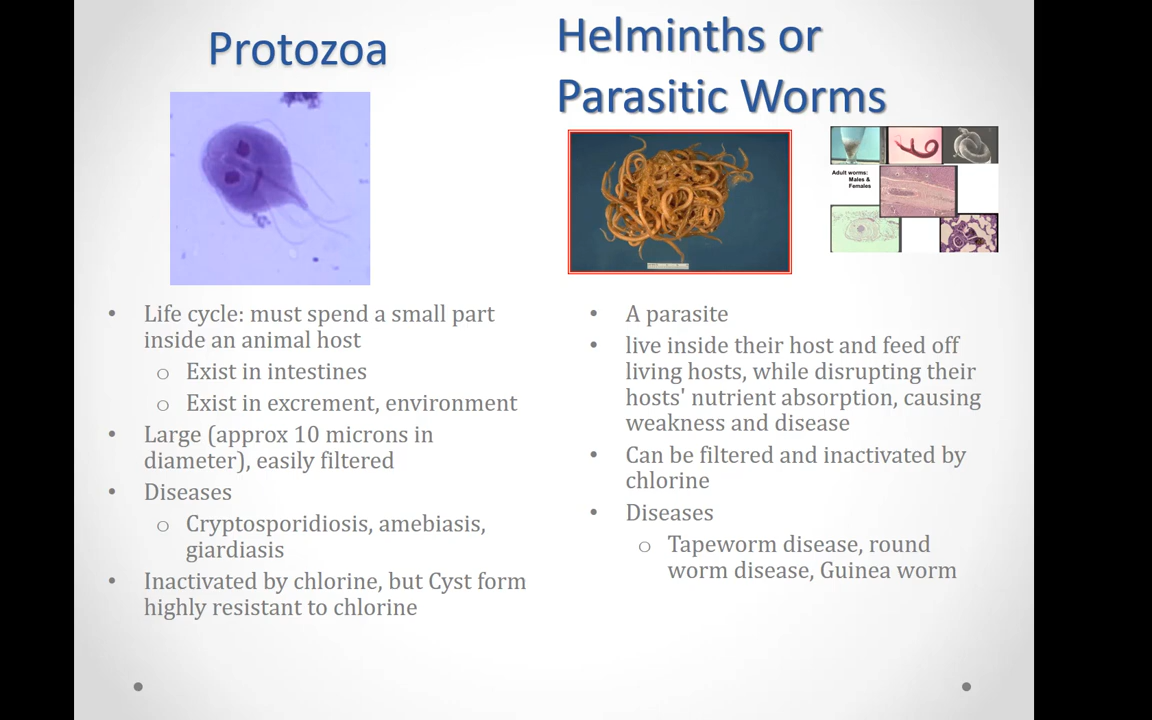 Protozoa
• Life cycle: must spend a small part
inside an animal host
o Exist in intestines
o Exist in excrement, environment
• Large (approx 10 microns in
diameter), easily filtered
• Diseases
o Cryptosporidiosis, amebiasis,
giardiasis
• Inactivated by chlorine, but Cyst form
highly resistant to chlorine
Helminths or
Parasitic Worms
Adult worms:
Males &
Females
• A parasite
• live inside their host and feed off
living hosts, while disrupting their
hosts' nutrient absorption, causing
weakness and disease
• Can be filtered and inactivated by
chlorine
• Diseases
o Tapeworm disease, round
worm disease, Guinea worm